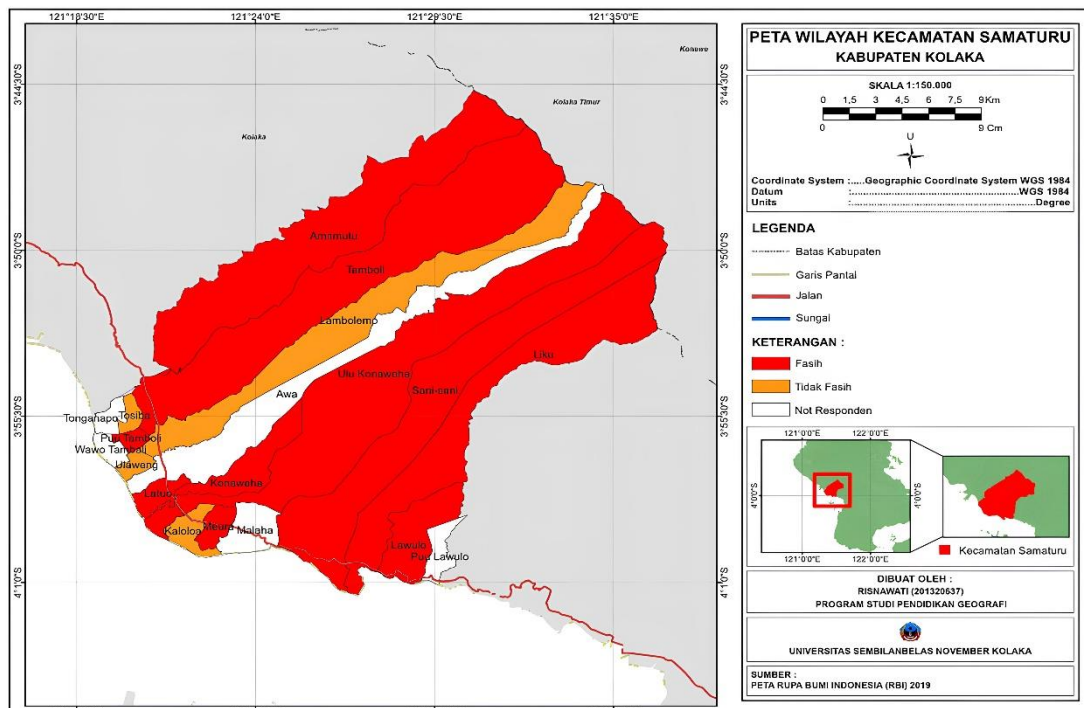 121°18'30"E 121°24'0"E 121°29'30"E 121°35'0"E
3°44'30"S
3°50'0"S
3°55'30"S
4°1'0"S
3°44'30"S
3°50'0"S
3°55'30"S
4°1'0"S
Konawe
Kolaka Timur
Kolaka
Amamutu
Tamboli
Lambolemo
Liku
Ulu Konaweha
Sani-sani
Awa
Tonganapo
Tosiba
Puu Tamboli
Wawo Tamboli
Ulaweng
Latuo
Konaweha
Kaloloa
Meura
Malaha
Lawulo
Puu Lawulo
PETA WILAYAH KECAMATAN SAMATURU
KABUPATEN KOLAKA
SKALA 1:150.000
0 1,5 3 4,5 6 7,5 9 Km
0 9 Cm
U
Coordinate System :.....Geographic Coordinate System WGS 1984
Datum :.....WGS 1984
Units :.....Degree
LEGENDA
Batas Kabupaten
Garis Pantai
Jalan
Sungai
KETERANGAN :
Fasih
Tidak Fasih
Not Responden
121°0'0"E 122°0'0"E
4°0'0"S
4°0'0"S
121°0'0"E 122°0'0"E
Kecamatan Samaturu
DIBUAT OLEH :
RISNAWATI (201320637)
PROGRAM STUDI PENDIDIKAN GEOGRAFI
UNIVERSITAS SEMBILANBELAS NOVEMBER KOLAKA
SUMBER :
PETA RUPA BUMI INDONESIA (RBI) 2019